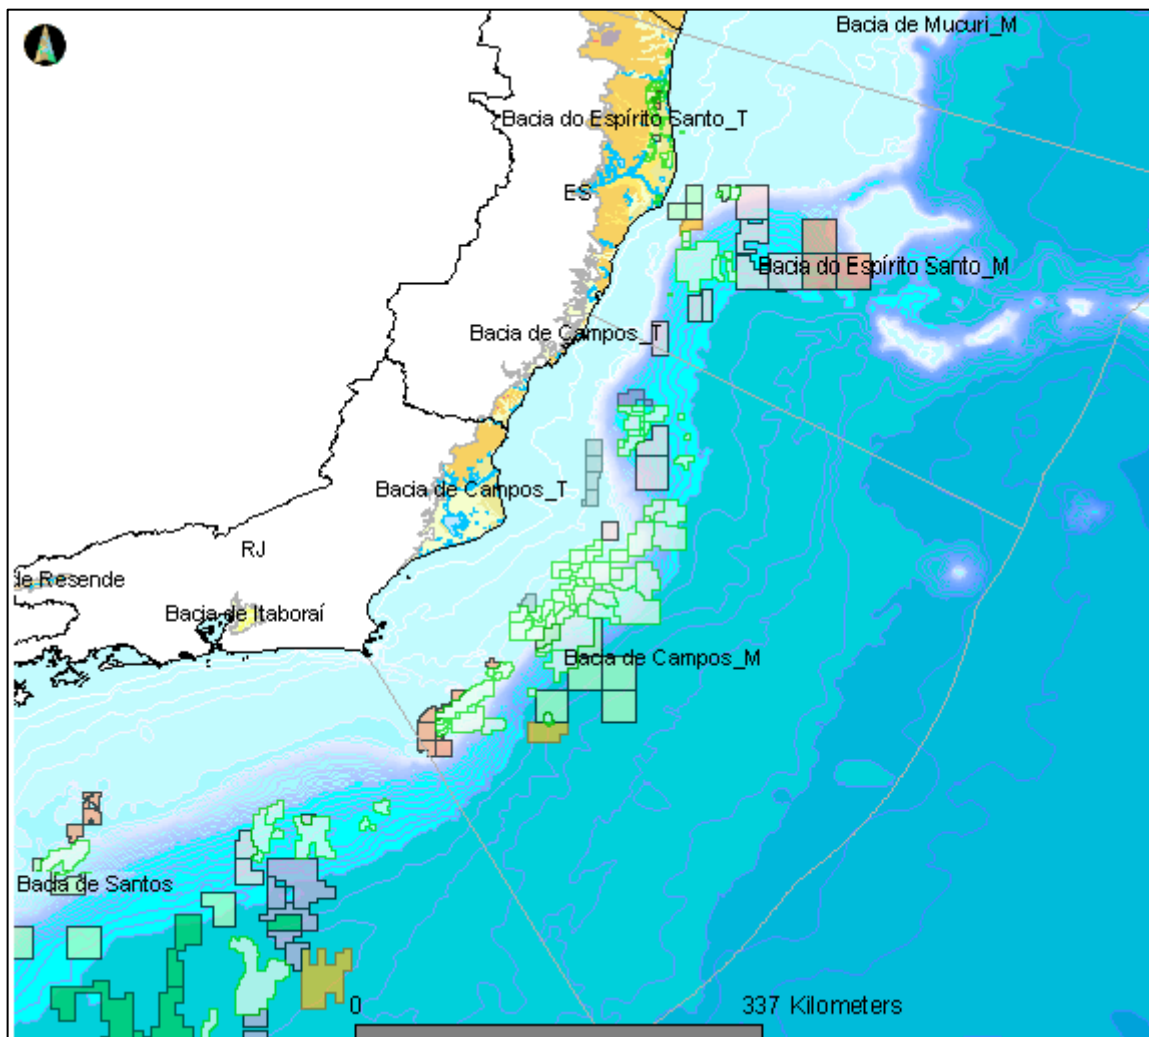 Bacia de Mucuri_M
Bacia do Espírito Santo_T
ES
Bacia do Espírito Santo_M
Bacia de Campos_T
Bacia de Campos_T
RJ
de Resende
Bacia de Itaboraí
Bacia de Campos_M
Bacia de Santos
0 337 Kilometers